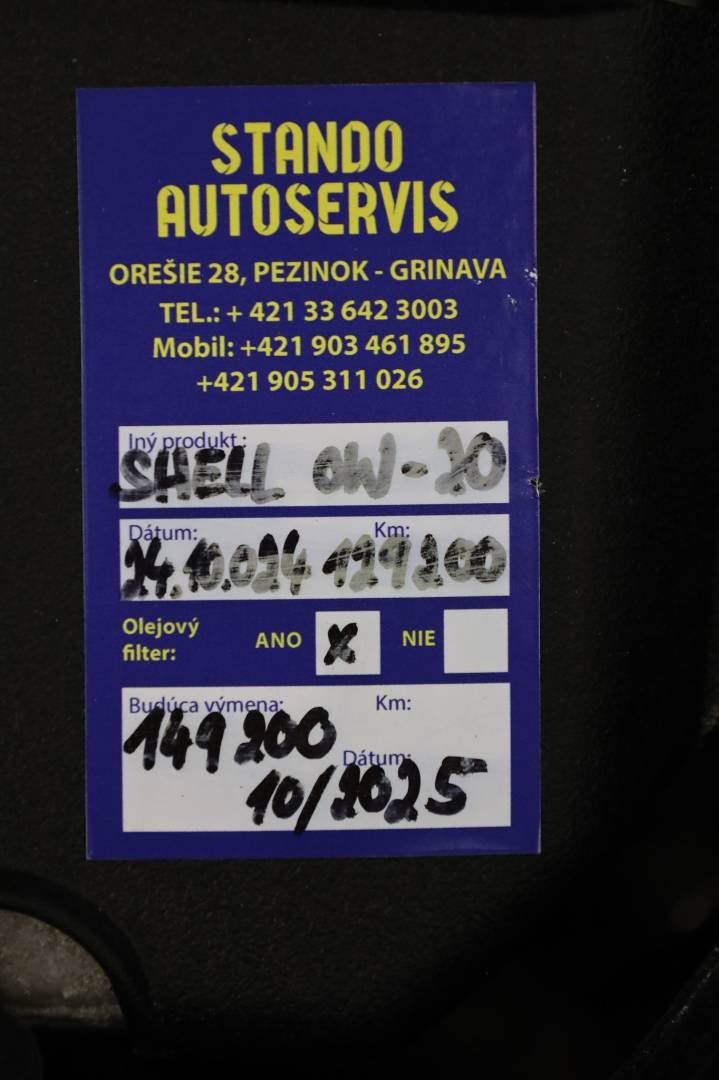 STANDO
AUTOSERVIS
OREŠIE 28, PEZINOK - GRINAVA
TEL.: + 421 33 642 3003
Mobil: +421 903 461 895
+421 905 311 026
Iný produkt:
SHELL 0W-20
Dátum: Km:
24.10.024 129200
Olejový filter: ANO X NIE
Budúca výmena: Km:
149200
Dátum:
10/2025